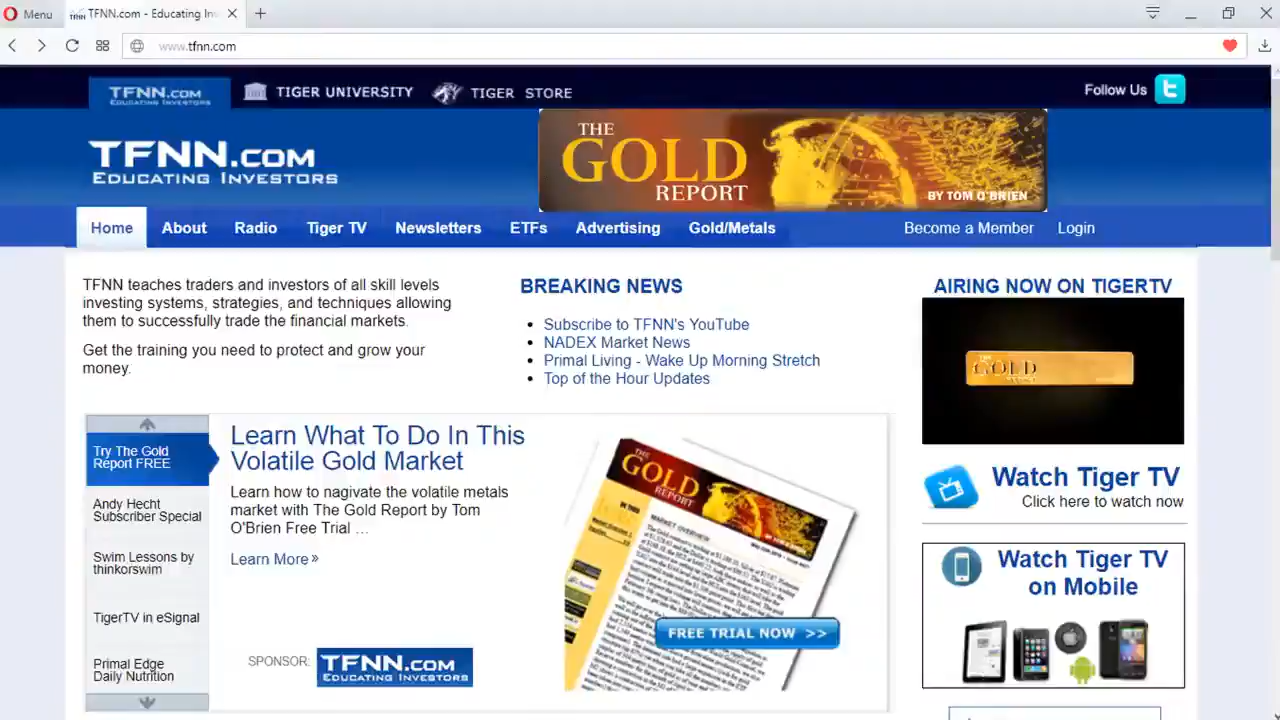 Menu
TFNN.com - Educating Inv
www.tfnn.com
TFNN.com
Educating Investors
TIGER UNIVERSITY
TIGER STORE
Follow Us
TFNN.com
Educating Investors
THE
GOLD
REPORT
BY TOM O'BRIEN
Home
About
Radio
Tiger TV
Newsletters
ETFs
Advertising
Gold/Metals
Become a Member
Login
TFNN teaches traders and investors of all skill levels
investing systems, strategies, and techniques allowing
them to successfully trade the financial markets.
Get the training you need to protect and grow your
money.
BREAKING NEWS
Subscribe to TFNN's YouTube
NADEX Market News
Primal Living - Wake Up Morning Stretch
Top of the Hour Updates
AIRING NOW ON TIGERTV
THE
GOLD
Watch Tiger TV
Click here to watch now
Watch Tiger TV
on Mobile
Try The Gold
Report FREE
Andy Hecht
Subscriber Special
Swim Lessons by
thinkorswim
TigerTV in eSignal
Primal Edge
Daily Nutrition
Learn What To Do In This
Volatile Gold Market
Learn how to nagivate the volatile metals
market with The Gold Report by Tom
O'Brien Free Trial ...
Learn More »
SPONSOR:
TFNN.com
Educating Investors
THE
GOLD
REPORT
MARKET OVERVIEW
FREE TRIAL NOW >>